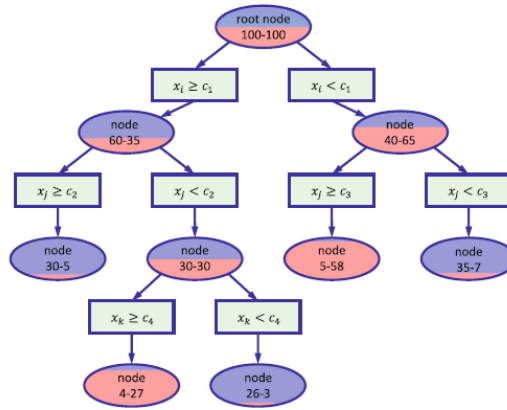 root node
100-100
xᵢ ≥ c₁
xᵢ < c₁
node
60-35
node
40-65
xⱼ ≥ c₂
xⱼ < c₂
xⱼ ≥ c₃
xⱼ < c₃
node
30-5
node
30-30
node
5-58
node
35-7
xₖ ≥ c₄
xₖ < c₄
node
4-27
node
26-3